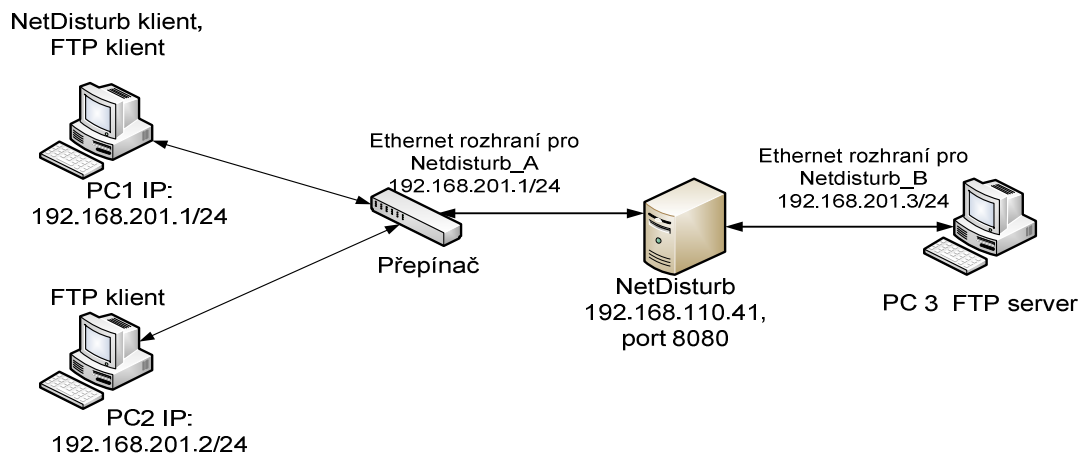 NetDisturb klient,
FTP klient
PC1 IP:
192.168.201.1/24
Ethernet rozhraní pro
Netdisturb_A
192.168.201.1/24
Přepínač
FTP klient
PC2 IP:
192.168.201.2/24
NetDisturb
192.168.110.41,
port 8080
Ethernet rozhraní pro
Netdisturb_B
192.168.201.3/24
PC 3 FTP server